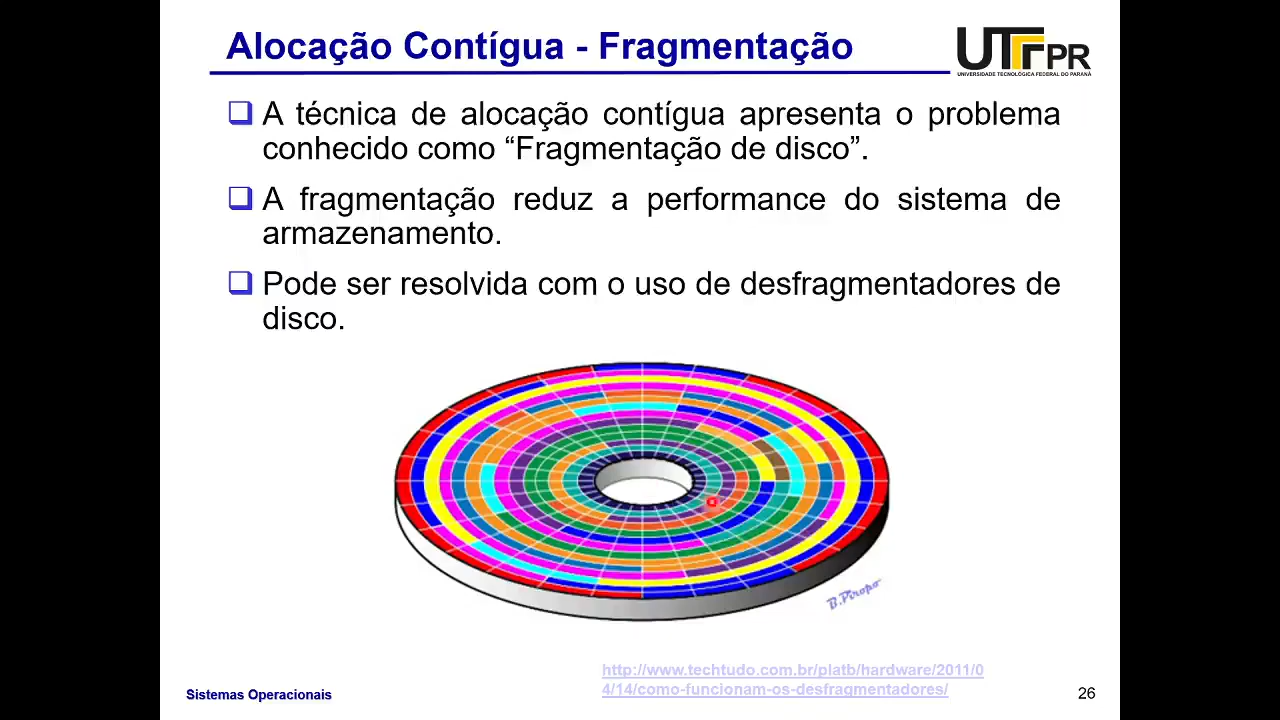 Alocação Contígua - Fragmentação
UTFPR
UNIVERSIDADE TECNOLÓGICA FEDERAL DO PARANÁ
A técnica de alocação contígua apresenta o problema
conhecido como “Fragmentação de disco”.
A fragmentação reduz a performance do sistema de
armazenamento.
Pode ser resolvida com o uso de desfragmentadores de
disco.
B.Piropo
http://www.techtudo.com.br/platb/hardware/2011/0
4/14/como-funcionam-os-desfragmentadores/
Sistemas Operacionais
26